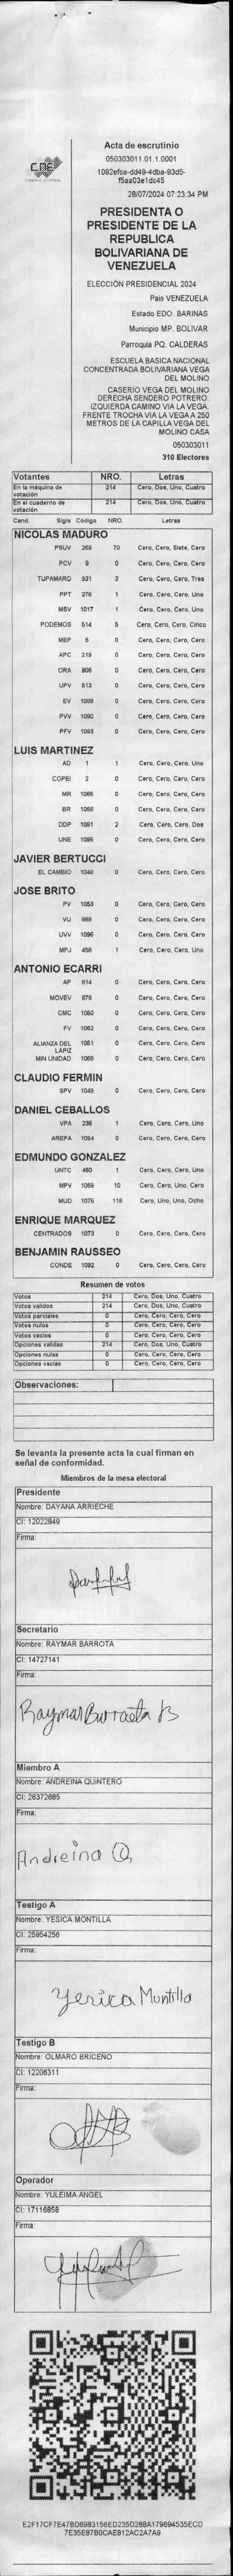 CNE
Acta de escrutinio
050303011.01.1.0001
1092efca-dd49-4dba-93d5-
f5aa03e1dc45
28/07/2024 07:23:34 PM
PRESIDENTA O
PRESIDENTE DE LA
REPUBLICA
BOLIVARIANA DE
VENEZUELA
ELECCIÓN PRESIDENCIAL 2024
Pais VENEZUELA
Estado EDO. BARINAS
Municipio MP. BOLIVAR
Parroquia PQ. CALDERAS
ESCUELA BASICA NACIONAL
CONCENTRADA BOLIVARIANA VEGA
DEL MOLINO
CASERIO VEGA DEL MOLINO
DERECHA SENDERO POTRERO.
IZQUIERDA CAMINO VIA LA VEGA.
FRENTE TROCHA VIA LA VEGA A 250
METROS DE LA CAPILLA VEGA DEL
MOLINO CASA
050303011
310 Electores
Votantes NRO. Letras
En la máquina de votación 214 Cero, Dos, Uno, Cuatro
En el cuaderno de votación 214 Cero, Dos, Uno, Cuatro
Cand. Sigla Codigo NRO. Letras
NICOLAS MADURO
PSUV 269 70 Cero, Cero, Siete, Cero
PCV 9 0 Cero, Cero, Cero, Cero
TUPAMARO 931 3 Cero, Cero, Cero, Tres
PPT 276 1 Cero, Cero, Cero, Uno
MSV 1017 1 Cero, Cero, Cero, Uno
PODEMOS 514 5 Cero, Cero, Cero, Cinco
MEP 6 0 Cero, Cero, Cero, Cero
APC 219 0 Cero, Cero, Cero, Cero
ORA 906 0 Cero, Cero, Cero, Cero
UPV 513 0 Cero, Cero, Cero, Cero
EV 1089 0 Cero, Cero, Cero, Cero
PVV 1090 0 Cero, Cero, Cero, Cero
PFV 1093 0 Cero, Cero, Cero, Cero
LUIS MARTINEZ
AD 1 1 Cero, Cero, Cero, Uno
COPEI 2 0 Cero, Cero, Cero, Cero
MR 1065 0 Cero, Cero, Cero, Cero
BR 1066 0 Cero, Cero, Cero, Cero
DDP 1091 2 Cero, Cero, Cero, Dos
UNE 1095 0 Cero, Cero, Cero, Cero
JAVIER BERTUCCI
EL CAMBIO 1048 0 Cero, Cero, Cero, Cero
JOSE BRITO
PV 1053 0 Cero, Cero, Cero, Cero
VU 868 0 Cero, Cero, Cero, Cero
UVV 1096 0 Cero, Cero, Cero, Cero
MPJ 458 1 Cero, Cero, Cero, Uno
ANTONIO ECARRI
AP 814 0 Cero, Cero, Cero, Cero
MOVEV 878 0 Cero, Cero, Cero, Cero
CMC 1050 0 Cero, Cero, Cero, Cero
FV 1062 0 Cero, Cero, Cero, Cero
ALIANZA DEL LAPIZ 1051 0 Cero, Cero, Cero, Cero
MIN UNIDAD 1068 0 Cero, Cero, Cero, Cero
CLAUDIO FERMIN
SPV 1049 0 Cero, Cero, Cero, Cero
DANIEL CEBALLOS
VPA 236 1 Cero, Cero, Cero, Uno
AREPA 1094 0 Cero, Cero, Cero, Cero
EDMUNDO GONZALEZ
UNTC 460 1 Cero, Cero, Cero, Uno
MPV 1069 10 Cero, Cero, Uno, Cero
MUD 1075 118 Cero, Uno, Uno, Ocho
ENRIQUE MARQUEZ
CENTRADOS 1073 0 Cero, Cero, Cero, Cero
BENJAMIN RAUSSEO
CONDE 1092 0 Cero, Cero, Cero, Cero
Resumen de votos
Votos 214 Cero, Dos, Uno, Cuatro
Votos validos 214 Cero, Dos, Uno, Cuatro
Votos parciales 0 Cero, Cero, Cero, Cero
Votos nulos 0 Cero, Cero, Cero, Cero
Votos vacios 0 Cero, Cero, Cero, Cero
Opciones validas 214 Cero, Dos, Uno, Cuatro
Opciones nulas 0 Cero, Cero, Cero, Cero
Opciones vacias 0 Cero, Cero, Cero, Cero
Observaciones:
Se levanta la presente acta la cual firman en
señal de conformidad.
Miembros de la mesa electoral
Presidente
Nombre: DAYANA ARRIECHE
CI: 12022849
Firma:
Secretario
Nombre: RAYMAR BARROTA
CI: 14727141
Firma:
Miembro A
Nombre: ANDREINA QUINTERO
CI: 26372685
Firma:
Andreina Q,
Testigo A
Nombre: YESICA MONTILLA
CI: 25954256
Firma:
Yesica Montilla
Testigo B
Nombre: OLMARO BRICEÑO
CI: 12206311
Firma:
Operador
Nombre: YULEIMA ANGEL
CI: 17116858
Firma:
E2F17CF7E47BD6983156ED235D268A179694535ECD
7E35E87B0CAE812AC2A7A9